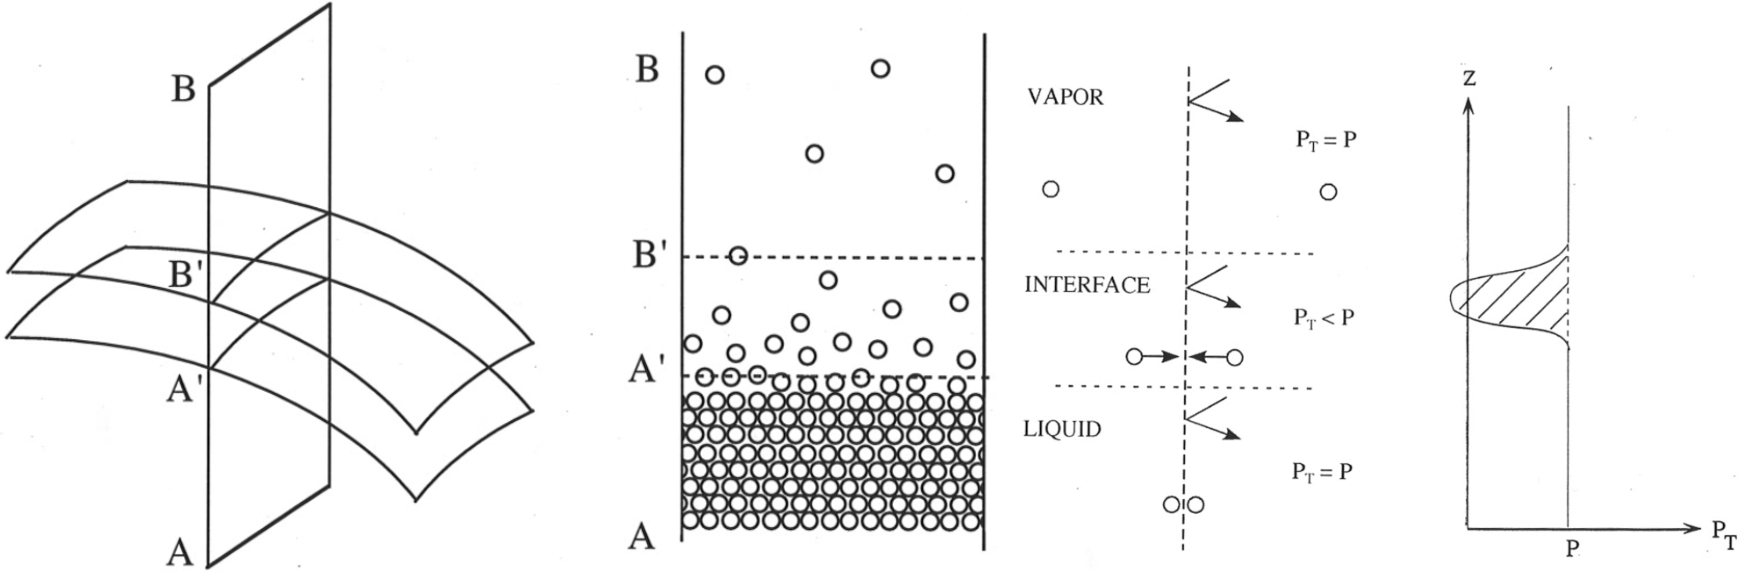 B
B'
A'
A
B
B'
A'
A
VAPOR
P_T = P
INTERFACE
P_T < P
LIQUID
P_T = P
Z
P
P_T